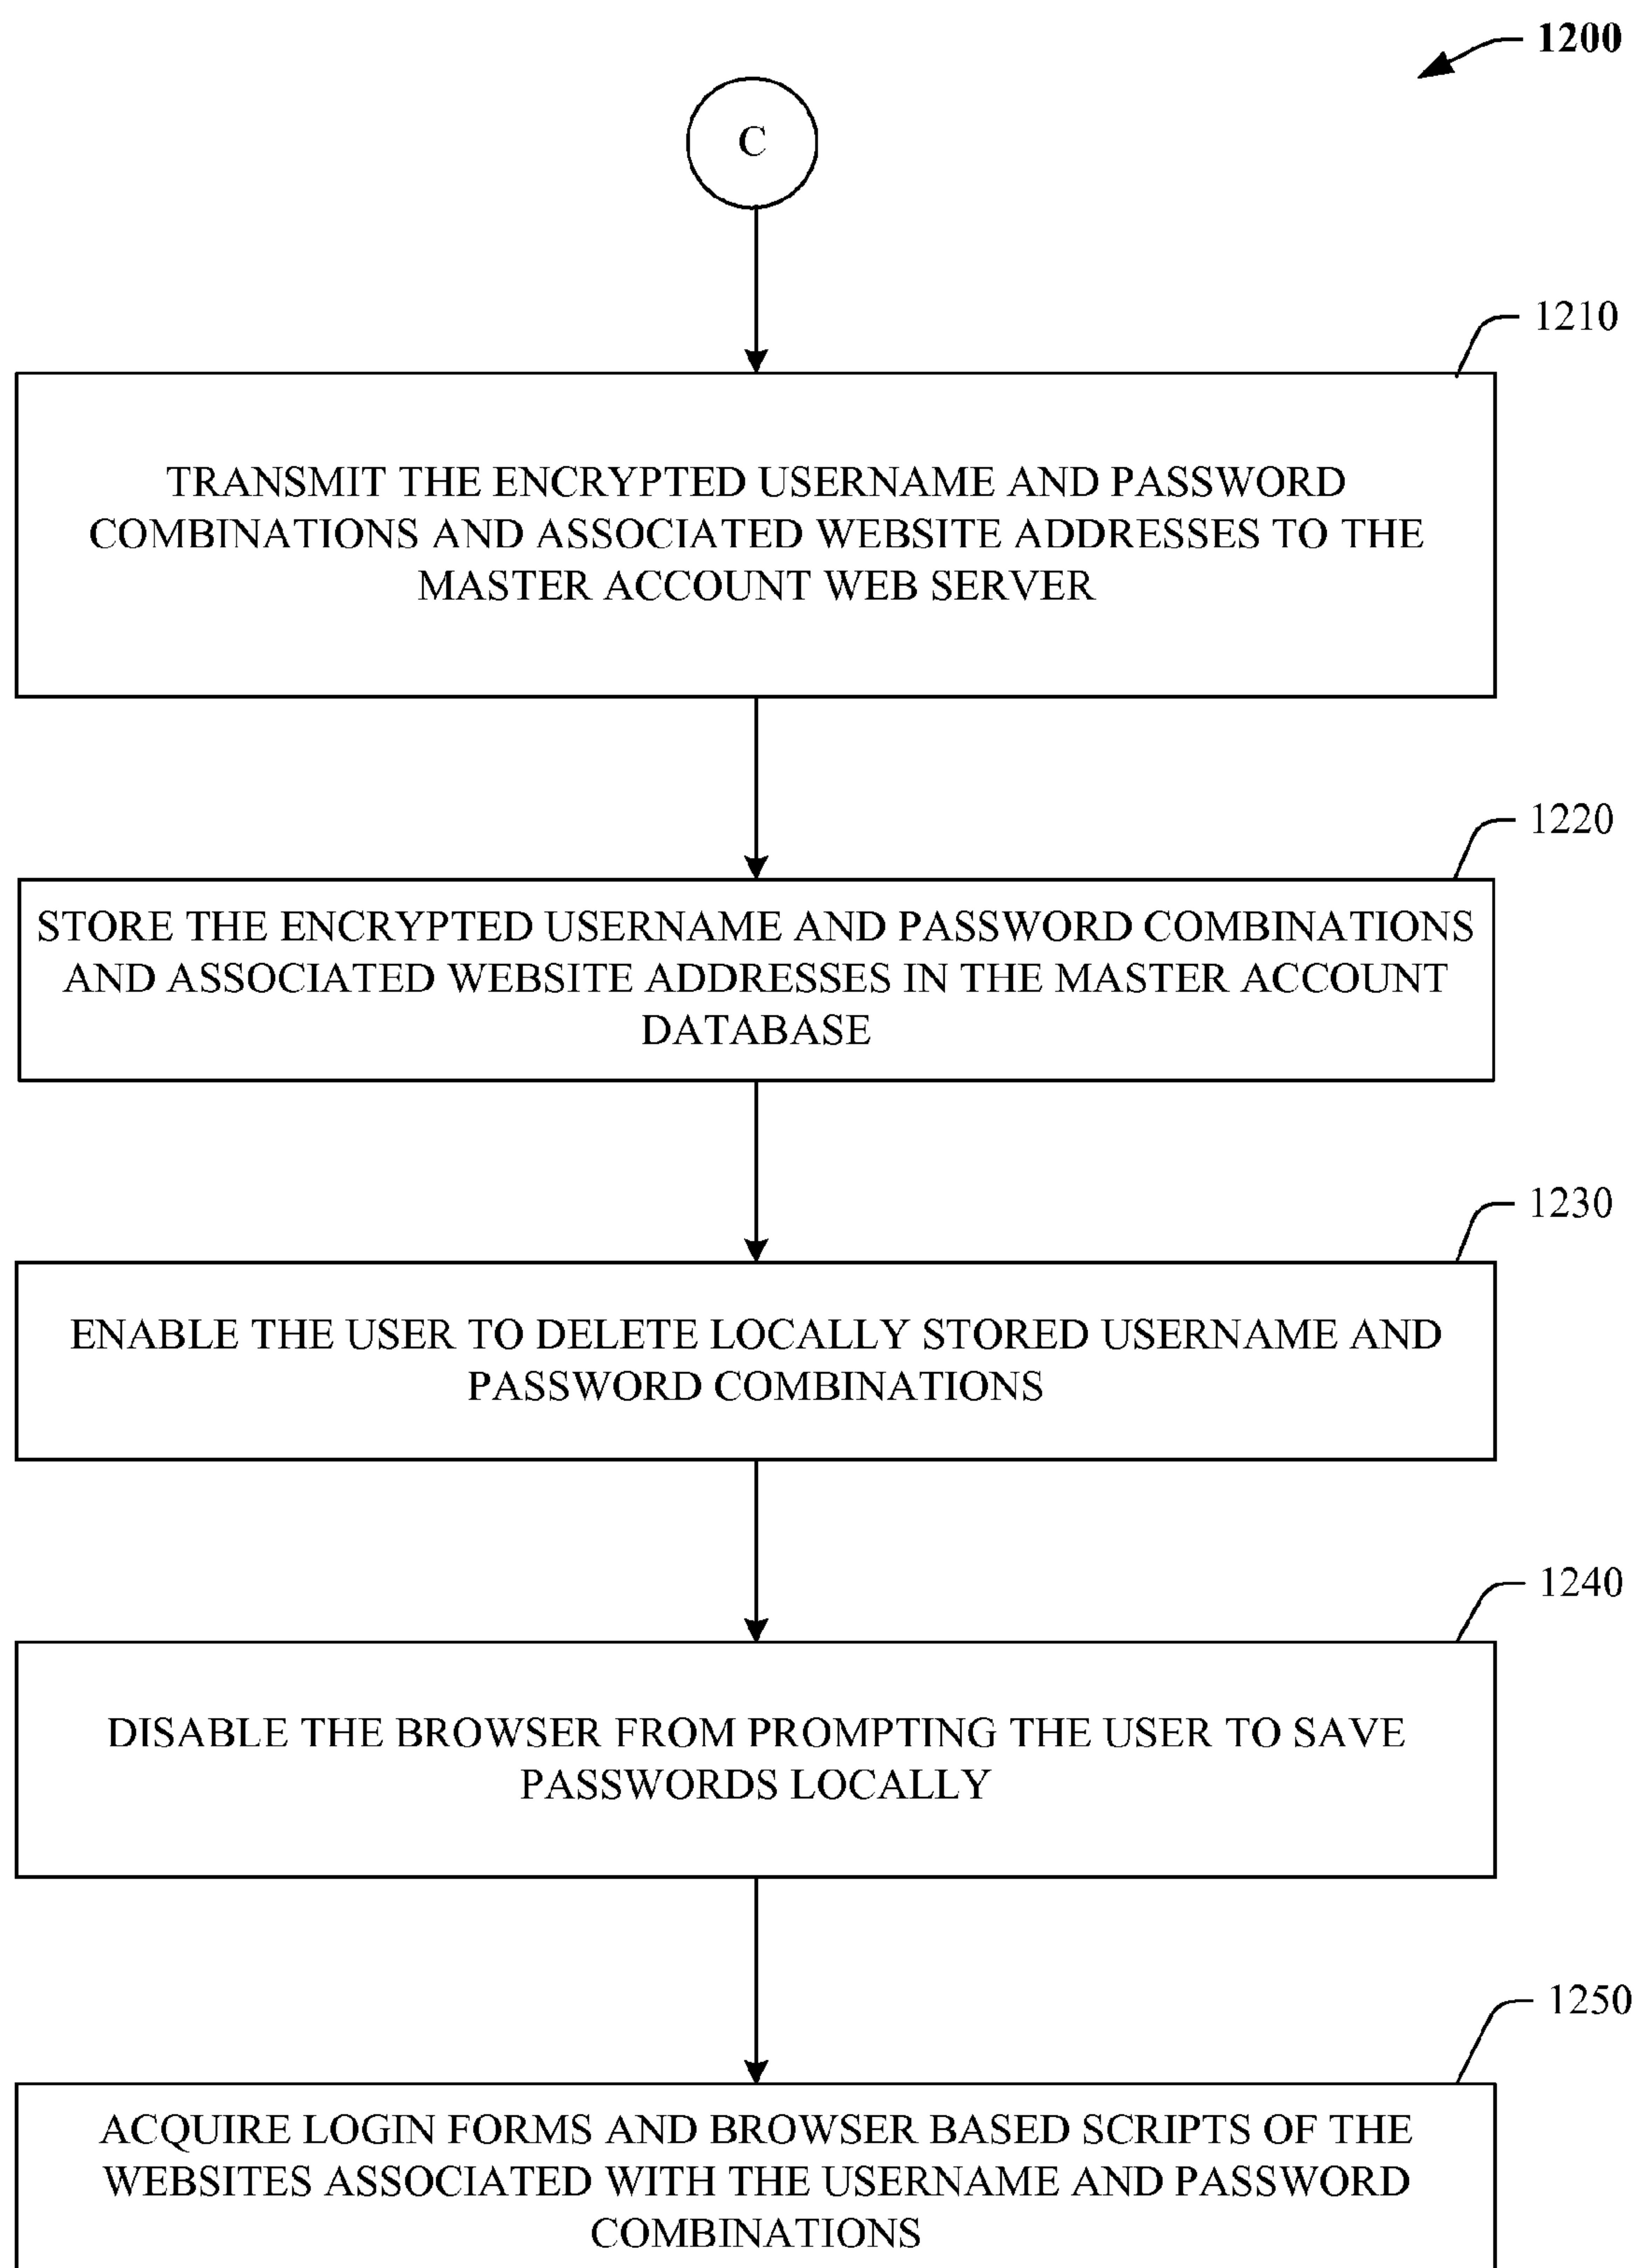 1200
C
1210
TRANSMIT THE ENCRYPTED USERNAME AND PASSWORD
COMBINATIONS AND ASSOCIATED WEBSITE ADDRESSES TO THE
MASTER ACCOUNT WEB SERVER
1220
STORE THE ENCRYPTED USERNAME AND PASSWORD COMBINATIONS
AND ASSOCIATED WEBSITE ADDRESSES IN THE MASTER ACCOUNT
DATABASE
1230
ENABLE THE USER TO DELETE LOCALLY STORED USERNAME AND
PASSWORD COMBINATIONS
1240
DISABLE THE BROWSER FROM PROMPTING THE USER TO SAVE
PASSWORDS LOCALLY
1250
ACQUIRE LOGIN FORMS AND BROWSER BASED SCRIPTS OF THE
WEBSITES ASSOCIATED WITH THE USERNAME AND PASSWORD
COMBINATIONS